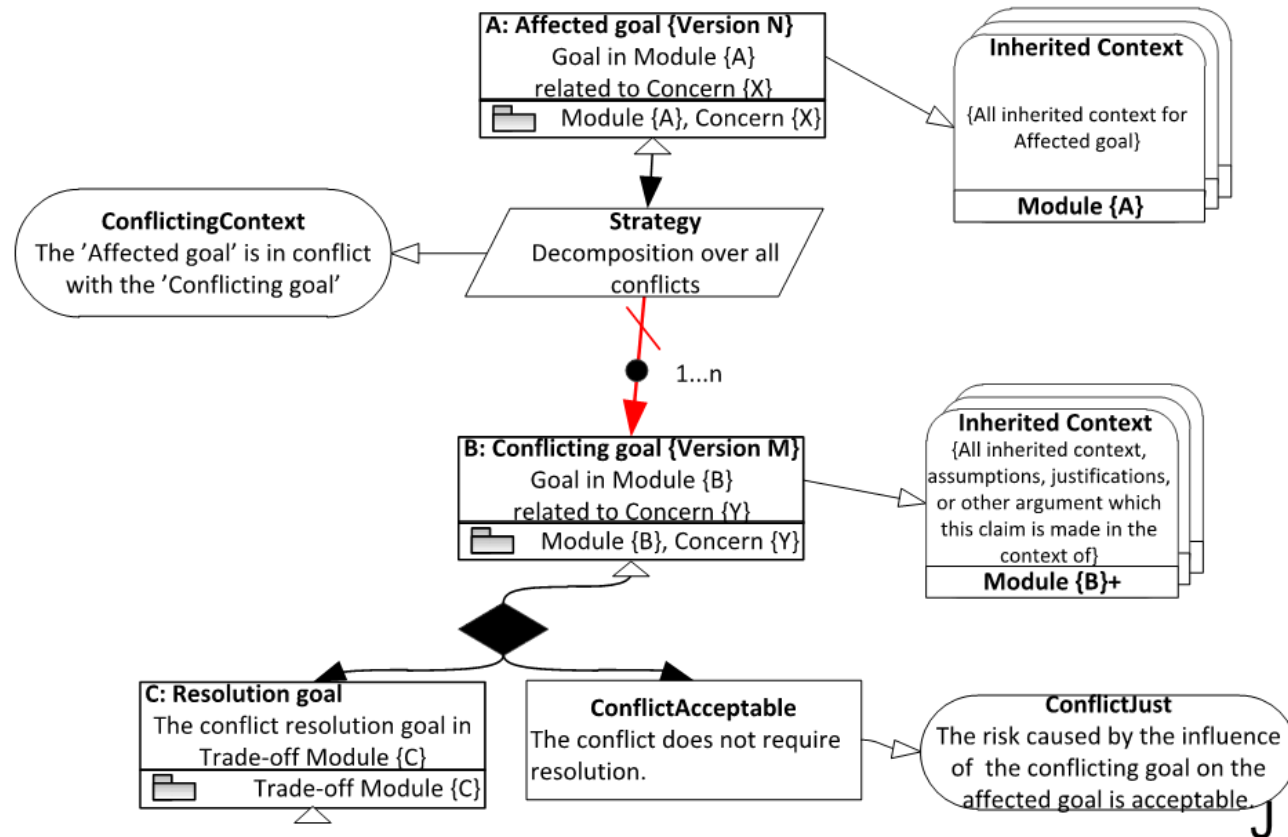 A: Affected goal {Version N}
Goal in Module {A}
related to Concern {X}
Module {A}, Concern {X}
Inherited Context
{All inherited context for
Affected goal}
Module {A}
ConflictingContext
The ’Affected goal’ is in conflict
with the ’Conflicting goal’
Strategy
Decomposition over all
conflicts
1...n
B: Conflicting goal {Version M}
Goal in Module {B}
related to Concern {Y}
Module {B}, Concern {Y}
Inherited Context
{All inherited context,
assumptions, justifications,
or other argument which
this claim is made in the
context of}
Module {B}+
C: Resolution goal
The conflict resolution goal in
Trade-off Module {C}
Trade-off Module {C}
ConflictAcceptable
The conflict does not require
resolution.
ConflictJust
The risk caused by the influence
of the conflicting goal on the
affected goal is acceptable.
J